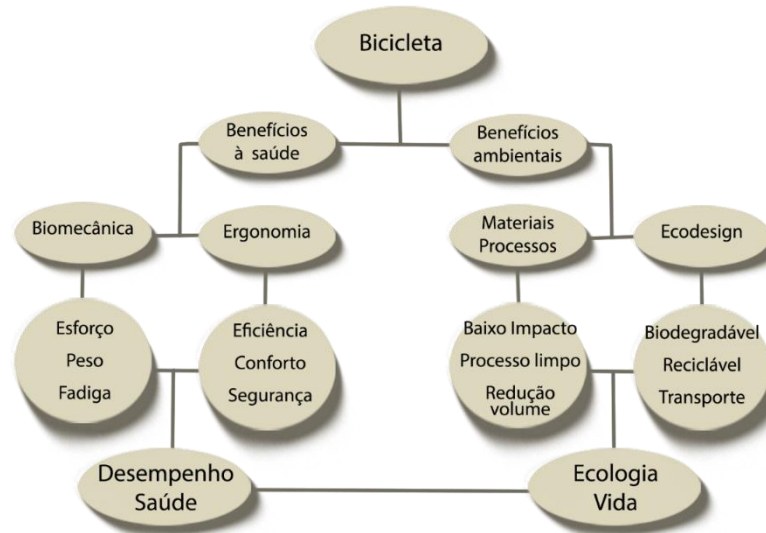 Bicicleta
Benefícios
à saúde
Benefícios
ambientais
Biomecânica
Ergonomia
Materiais
Processos
Ecodesign
Esforço
Peso
Fadiga
Eficiência
Conforto
Segurança
Baixo Impacto
Processo limpo
Redução
volume
Biodegradável
Reciclável
Transporte
Desempenho
Saúde
Ecologia
Vida